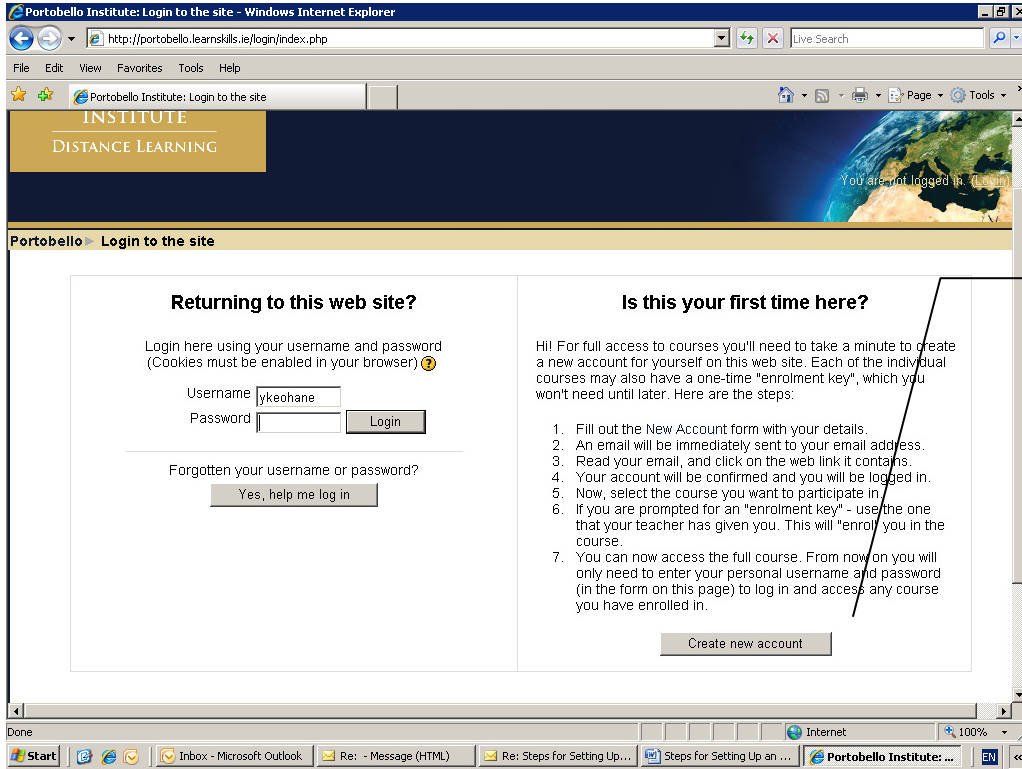 Portobello Institute: Login to the site - Windows Internet Explorer
http://portobello.learnskills.ie/login/index.php
Live Search
File Edit View Favorites Tools Help
Portobello Institute: Login to the site
Page Tools
INSTITUTE
DISTANCE LEARNING
You are not logged in. (Login)
Portobello Login to the site
Returning to this web site?
Login here using your username and password
(Cookies must be enabled in your browser) ?
Username ykeohane
Password Login
Forgotten your username or password?
Yes, help me log in
Is this your first time here?
Hi! For full access to courses you'll need to take a minute to create
a new account for yourself on this web site. Each of the individual
courses may also have a one-time "enrolment key", which you
won't need until later. Here are the steps:
1. Fill out the New Account form with your details.
2. An email will be immediately sent to your email address.
3. Read your email, and click on the web link it contains.
4. Your account will be confirmed and you will be logged in.
5. Now, select the course you want to participate in.
6. If you are prompted for an "enrolment key" - use the one
that your teacher has given you. This will "enrol" you in the
course.
7. You can now access the full course. From now on you will
only need to enter your personal username and password
(in the form on this page) to log in and access any course
you have enrolled in.
Create new account
Done
Internet
100%
Start
Inbox - Microsoft Outlook
Re: - Message (HTML)
Re: Steps for Setting Up...
Steps for Setting Up an ...
Portobello Institute: ...
EN